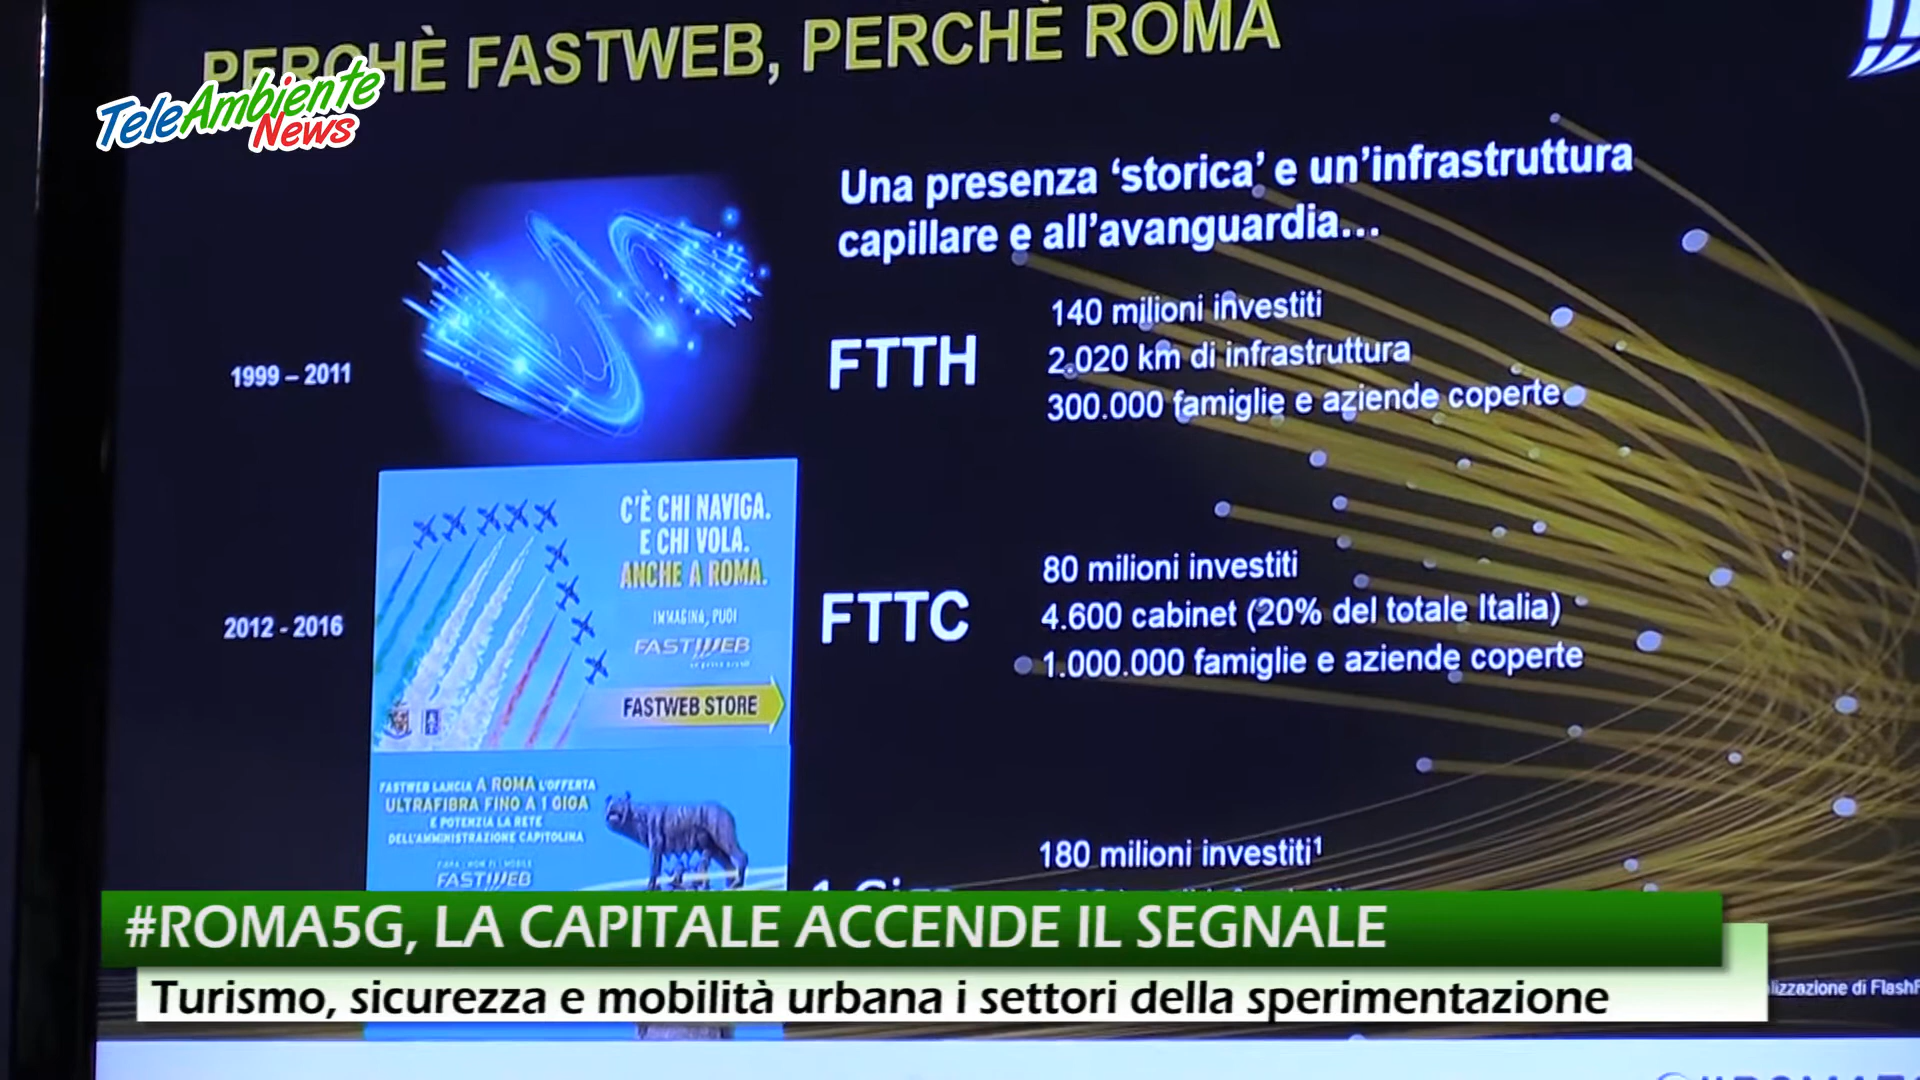 PERCHÈ FASTWEB, PERCHÈ ROMA
TeleAmbiente
News
Una presenza ‘storica’ e un’infrastruttura
capillare e all’avanguardia...
1999 – 2011
FTTH
140 milioni investiti
2.020 km di infrastruttura
300.000 famiglie e aziende coperte
C'È CHI NAVIGA.
E CHI VOLA.
ANCHE A ROMA.
IMMAGINA, PUOI
FASTWEB
FASTWEB STORE
2012 - 2016
FTTC
80 milioni investiti
4.600 cabinet (20% del totale Italia)
1.000.000 famiglie e aziende coperte
FASTWEB LANCIA A ROMA L'OFFERTA
ULTRAFIBRA FINO A 1 GIGA
E POTENZIA LA RETE
DELL'AMMINISTRAZIONE CAPITOLINA
FASTWEB
180 milioni investiti¹
#ROMA5G, LA CAPITALE ACCENDE IL SEGNALE
Turismo, sicurezza e mobilità urbana i settori della sperimentazione